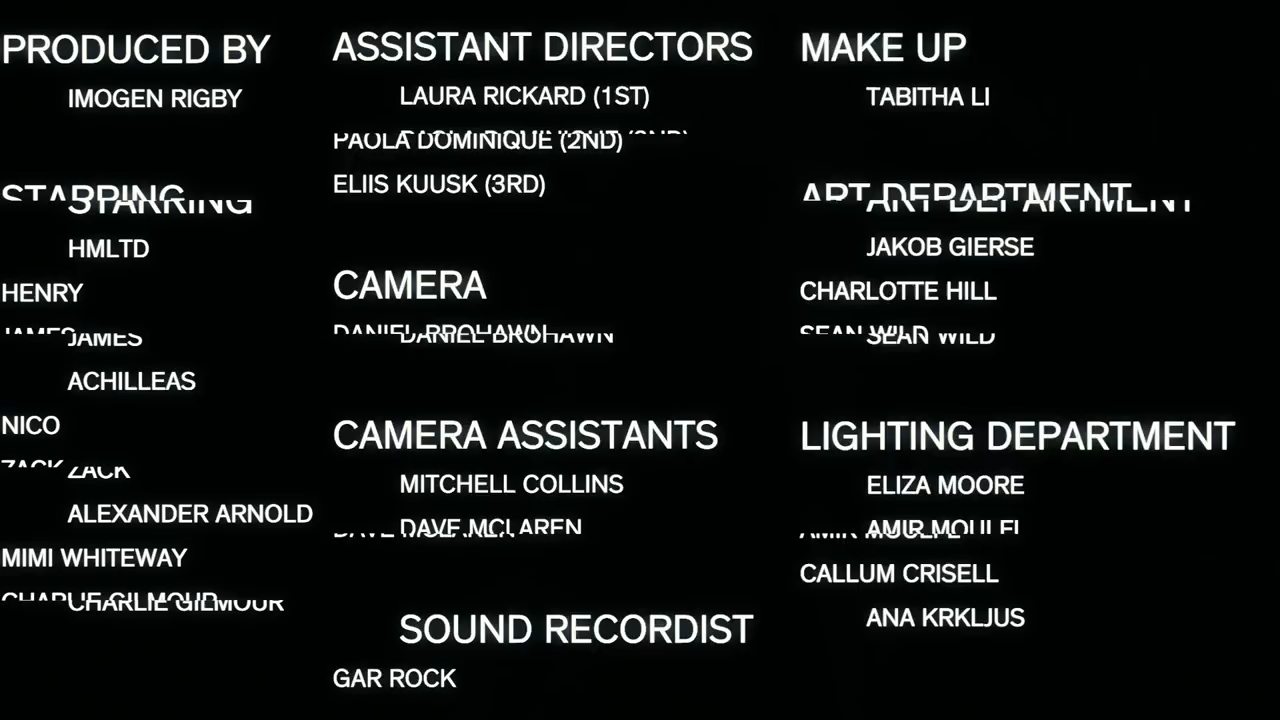 PRODUCED BY
IMOGEN RIGBY
STARRING
HMLTD
HENRY
JAMES
ACHILLEAS
NICO
ZACK
ALEXANDER ARNOLD
MIMI WHITEWAY
CHARLIE GILMOUR
ASSISTANT DIRECTORS
LAURA RICKARD (1ST)
PAOLA DOMINIQUE (2ND)
ELIIS KUUSK (3RD)
CAMERA
DANIEL BROHAWN
CAMERA ASSISTANTS
MITCHELL COLLINS
DAVE MCLAREN
SOUND RECORDIST
GAR ROCK
MAKE UP
TABITHA LI
ART DEPARTMENT
JAKOB GIERSE
CHARLOTTE HILL
SEAN WILD
LIGHTING DEPARTMENT
ELIZA MOORE
AMIR
CALLUM CRISELL
ANA KRKLJUS